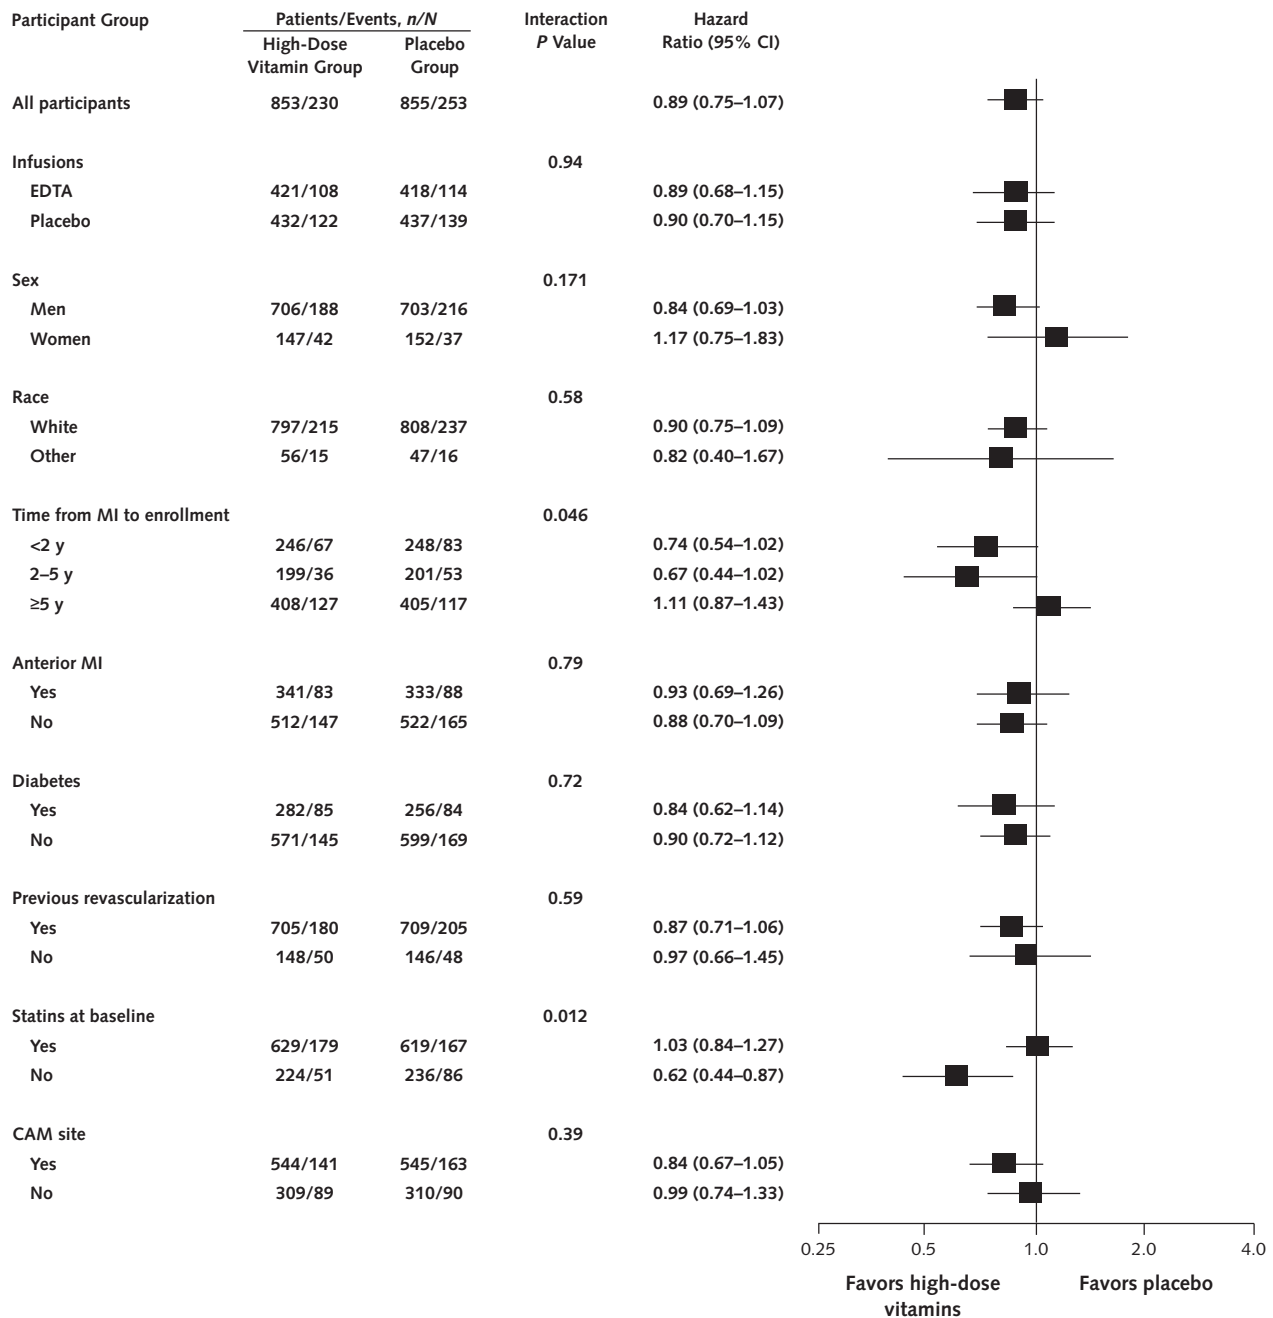 Participant Group Patients/Events, n/N Interaction Hazard
High-Dose Placebo P Value Ratio (95% CI)
Vitamin Group Group
All participants 853/230 855/253 0.89 (0.75–1.07)
Infusions 0.94
EDTA 421/108 418/114 0.89 (0.68–1.15)
Placebo 432/122 437/139 0.90 (0.70–1.15)
Sex 0.171
Men 706/188 703/216 0.84 (0.69–1.03)
Women 147/42 152/37 1.17 (0.75–1.83)
Race 0.58
White 797/215 808/237 0.90 (0.75–1.09)
Other 56/15 47/16 0.82 (0.40–1.67)
Time from MI to enrollment 0.046
<2 y 246/67 248/83 0.74 (0.54–1.02)
2–5 y 199/36 201/53 0.67 (0.44–1.02)
≥5 y 408/127 405/117 1.11 (0.87–1.43)
Anterior MI 0.79
Yes 341/83 333/88 0.93 (0.69–1.26)
No 512/147 522/165 0.88 (0.70–1.09)
Diabetes 0.72
Yes 282/85 256/84 0.84 (0.62–1.14)
No 571/145 599/169 0.90 (0.72–1.12)
Previous revascularization 0.59
Yes 705/180 709/205 0.87 (0.71–1.06)
No 148/50 146/48 0.97 (0.66–1.45)
Statins at baseline 0.012
Yes 629/179 619/167 1.03 (0.84–1.27)
No 224/51 236/86 0.62 (0.44–0.87)
CAM site 0.39
Yes 544/141 545/163 0.84 (0.67–1.05)
No 309/89 310/90 0.99 (0.74–1.33)
0.25 0.5 1.0 2.0 4.0
Favors high-dose Favors placebo
vitamins